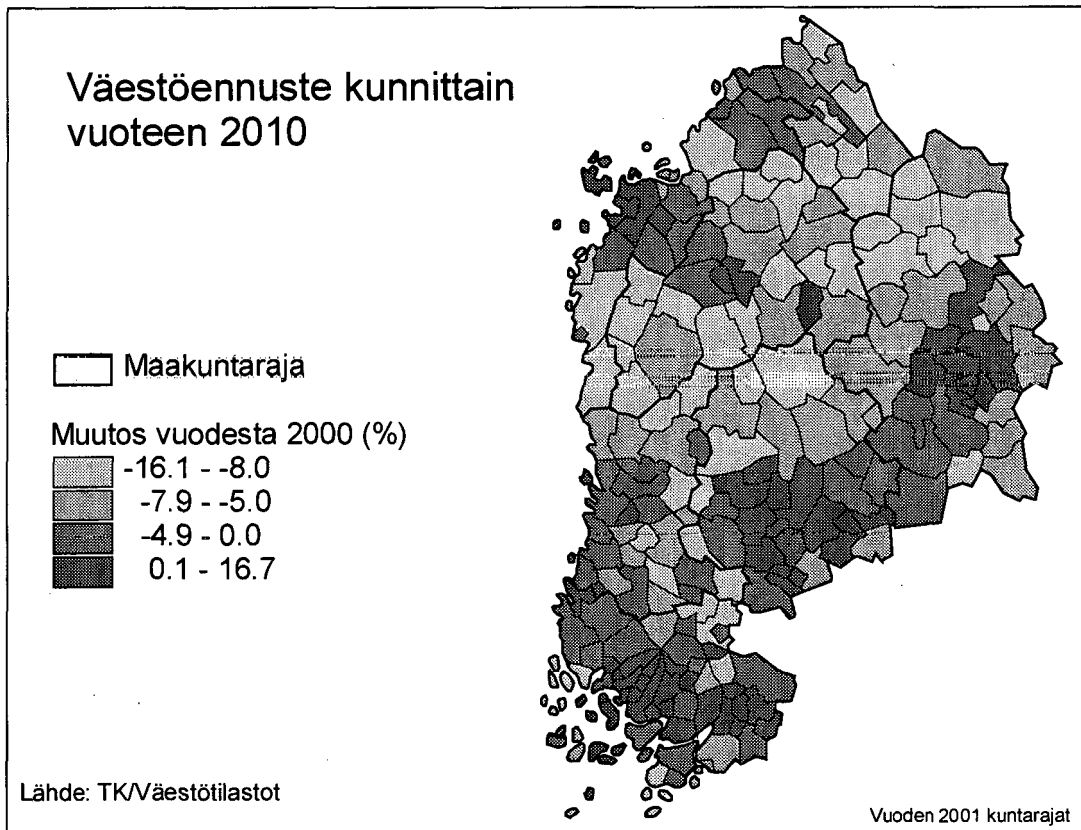 Väestöennuste kunnittain
vuoteen 2010
Maakuntaraja
Muutos vuodesta 2000 (%)
-16.1 - -8.0
-7.9 - -5.0
-4.9 - 0.0
0.1 - 16.7
Lähde: TK/Väestötilastot
Vuoden 2001 kuntarajat